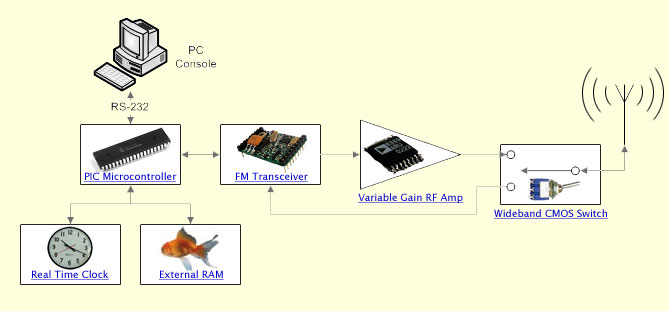 PC
Console
RS-232
PIC Microcontroller
FM Transceiver
Variable Gain RF Amp
Wideband CMOS Switch
Real Time Clock
External RAM